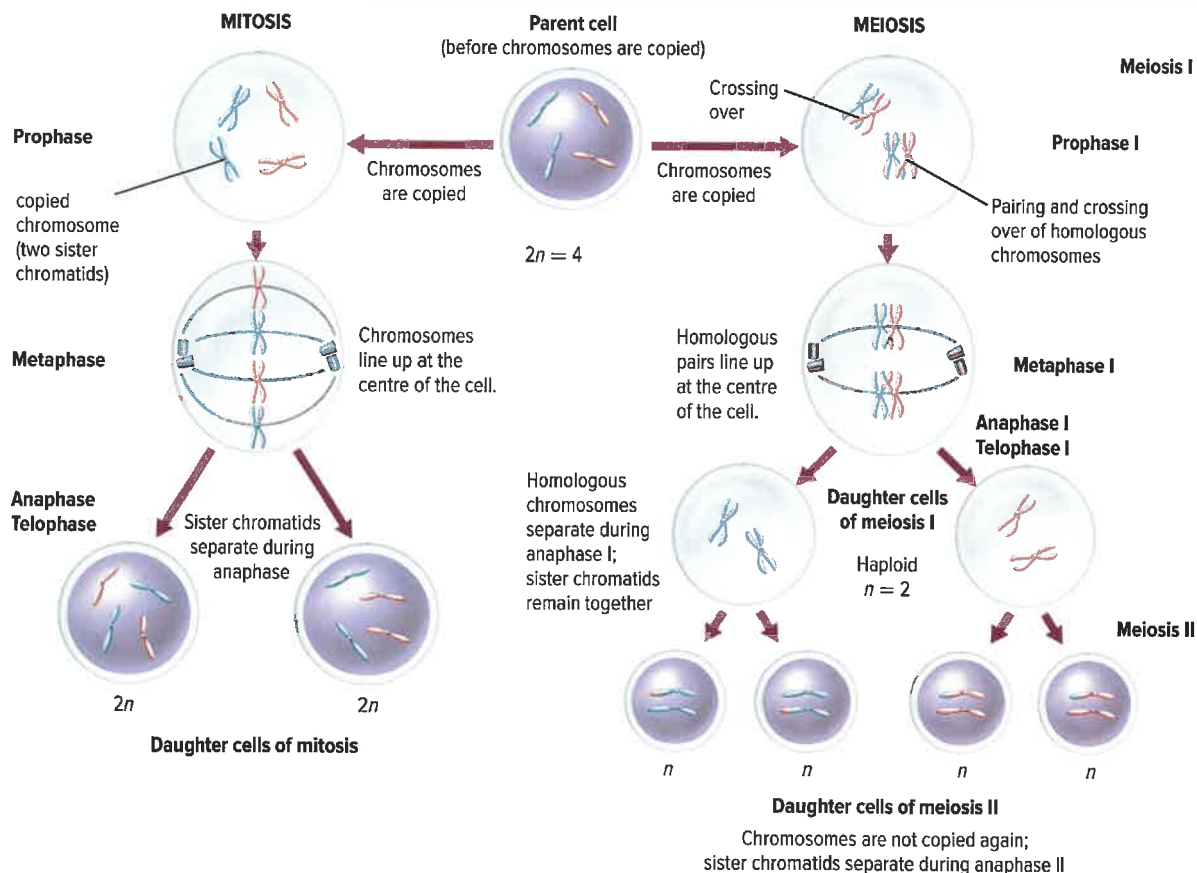 MITOSIS
Parent cell
(before chromosomes are copied)
MEIOSIS
Meiosis I
Crossing
over
Prophase
Prophase I
Chromosomes
are copied
Chromosomes
are copied
copied
chromosome
(two sister
chromatids)
Pairing and crossing
over of homologous
chromosomes
2n = 4
Metaphase
Chromosomes
line up at the
centre of the cell.
Homologous
pairs line up
at the centre
of the cell.
Metaphase I
Anaphase I
Telophase I
Anaphase
Telophase
Sister chromatids
separate during
anaphase
Homologous
chromosomes
separate during
anaphase I;
sister chromatids
remain together
Daughter cells
of meiosis I
Haploid
n = 2
Meiosis II
2n
2n
Daughter cells of mitosis
n
n
n
n
Daughter cells of meiosis II
Chromosomes are not copied again;
sister chromatids separate during anaphase II